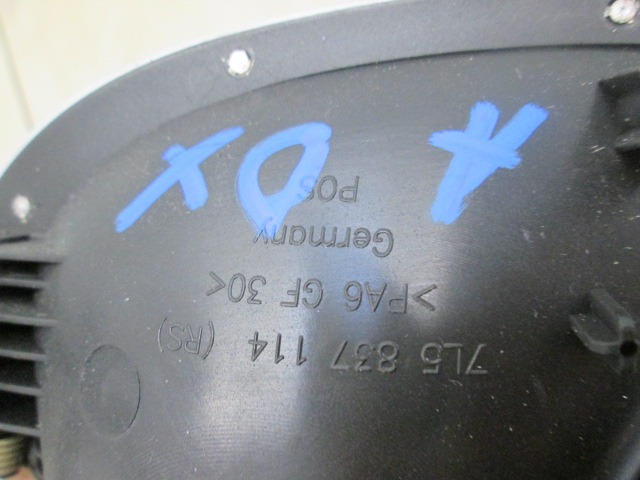 7L5 837 114 (RS)
>PA6 GF 30<
Germany
POS